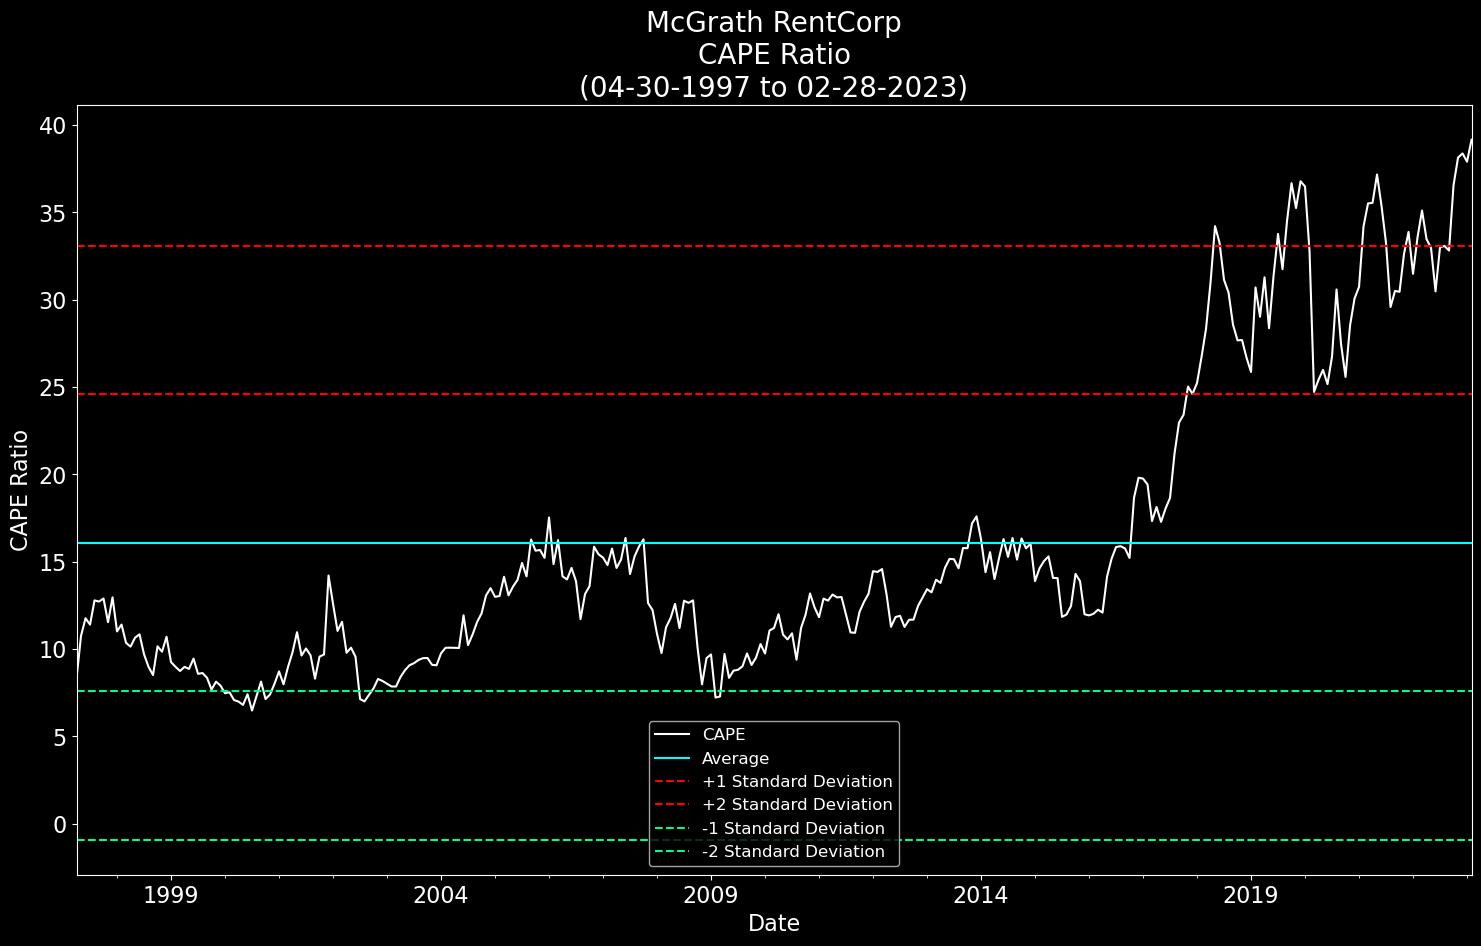 McGrath RentCorp
CAPE Ratio
(04-30-1997 to 02-28-2023)
40
35
30
25
20
15
10
5
0
CAPE Ratio
CAPE
Average
+1 Standard Deviation
+2 Standard Deviation
-1 Standard Deviation
-2 Standard Deviation
1999
2004
2009
2014
2019
Date